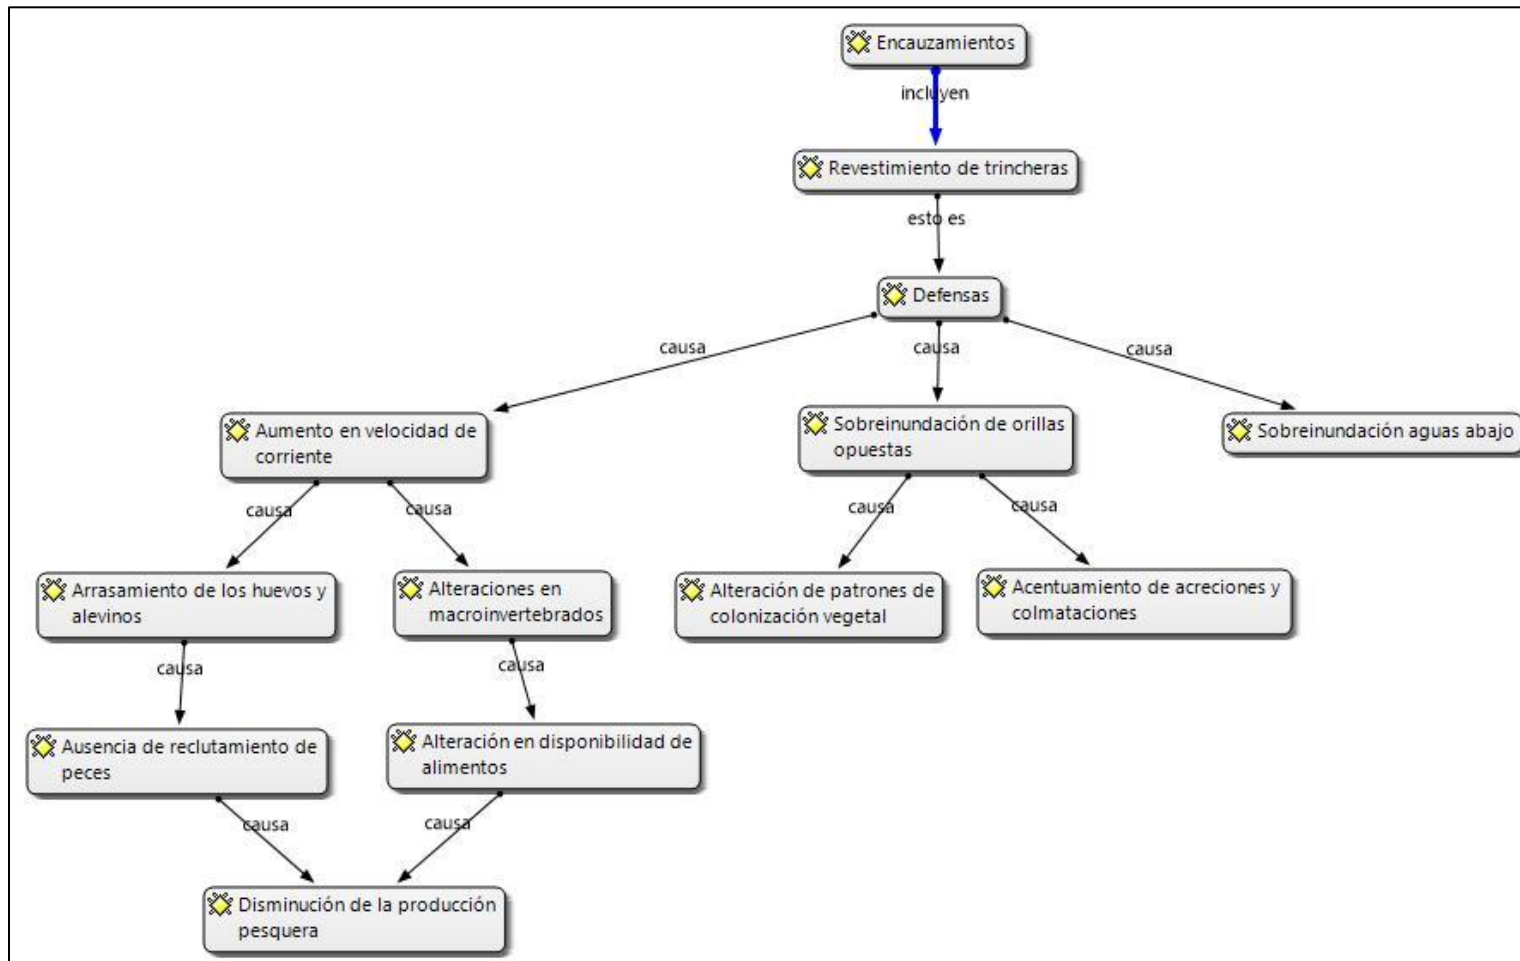 Encauzamientos
incluyen
Revestimiento de trincheras
esto es
Defensas
causa
causa
causa
Aumento en velocidad de
corriente
Sobreinundación de orillas
opuestas
Sobreinundación aguas abajo
causa
causa
causa
causa
Arrasamiento de los huevos y
alevinos
Alteraciones en
macroinvertebrados
Alteración de patrones de
colonización vegetal
Acentuamiento de acreciones y
colmataciones
causa
causa
Ausencia de reclutamiento de
peces
Alteración en disponibilidad de
alimentos
causa
causa
Disminución de la producción
pesquera